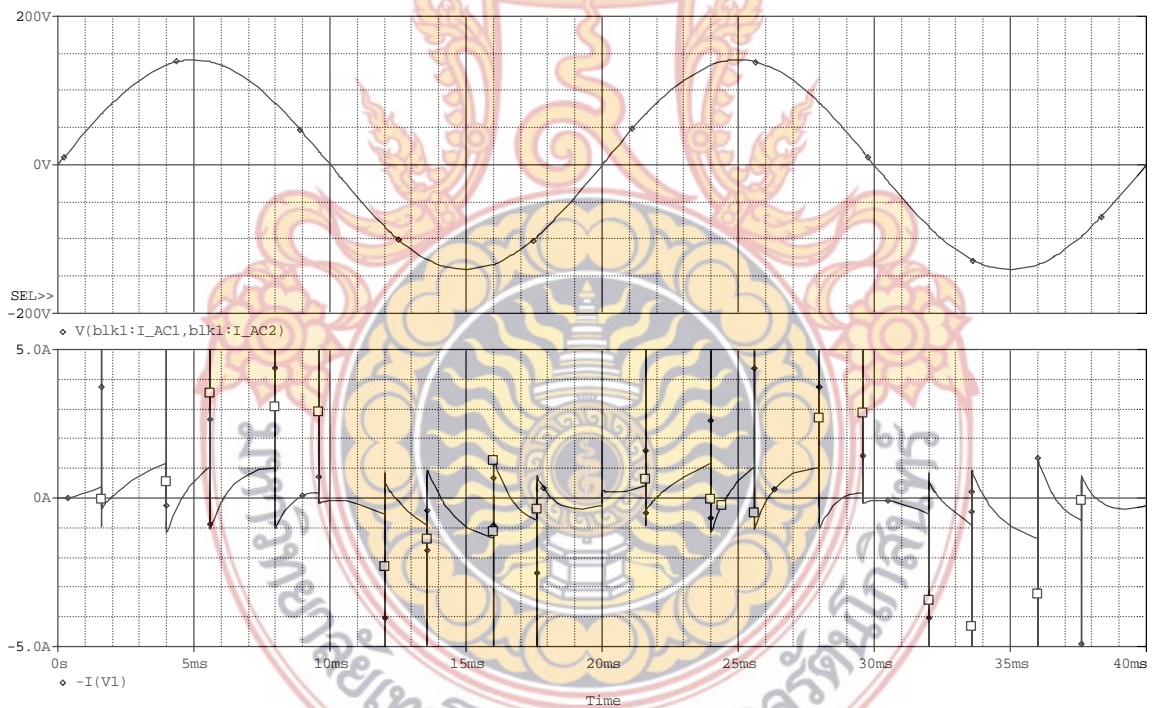 200V
0V
SEL>>
-200V
V(blk1:I_AC1,blk1:I_AC2)
5.0A
0A
-5.0A
0s 5ms 10ms 15ms 20ms 25ms 30ms 35ms 40ms
-I(V1)
Time